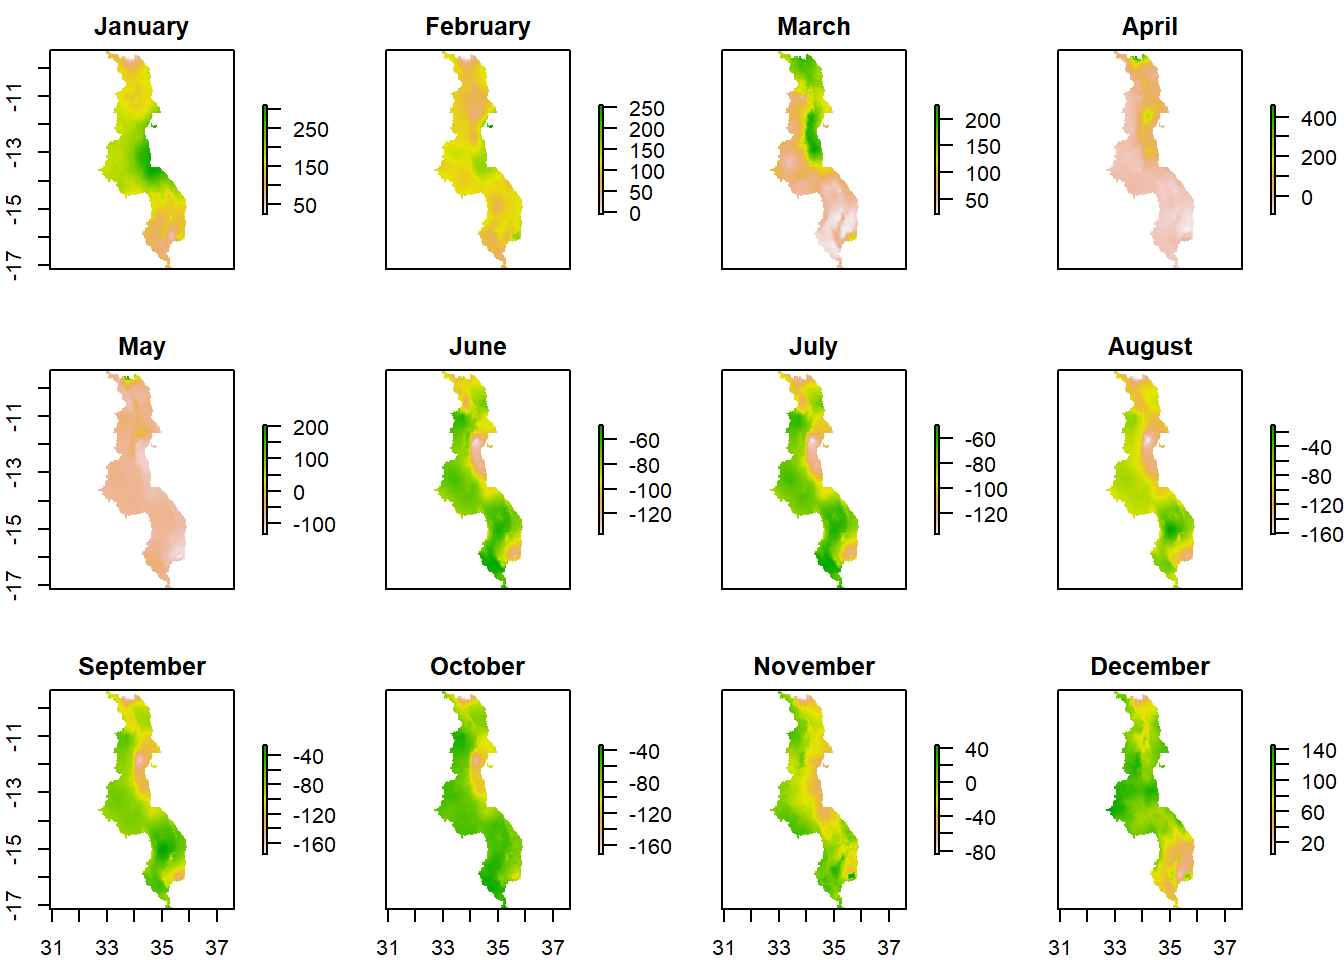 January February March April
-11 -13 -15 -17
250 150 50
250 200 150 100 50 0
200 150 100 50
400 200 0
May June July August
-11 -13 -15 -17
200 100 0 -100
-60 -80 -100 -120
-60 -80 -100 -120
-40 -80 -120 -160
September October November December
-11 -13 -15 -17
-40 -80 -120 -160
-40 -80 -120 -160
40 0 -40 -80
140 100 60 20
31 33 35 37 31 33 35 37 31 33 35 37 31 33 35 37